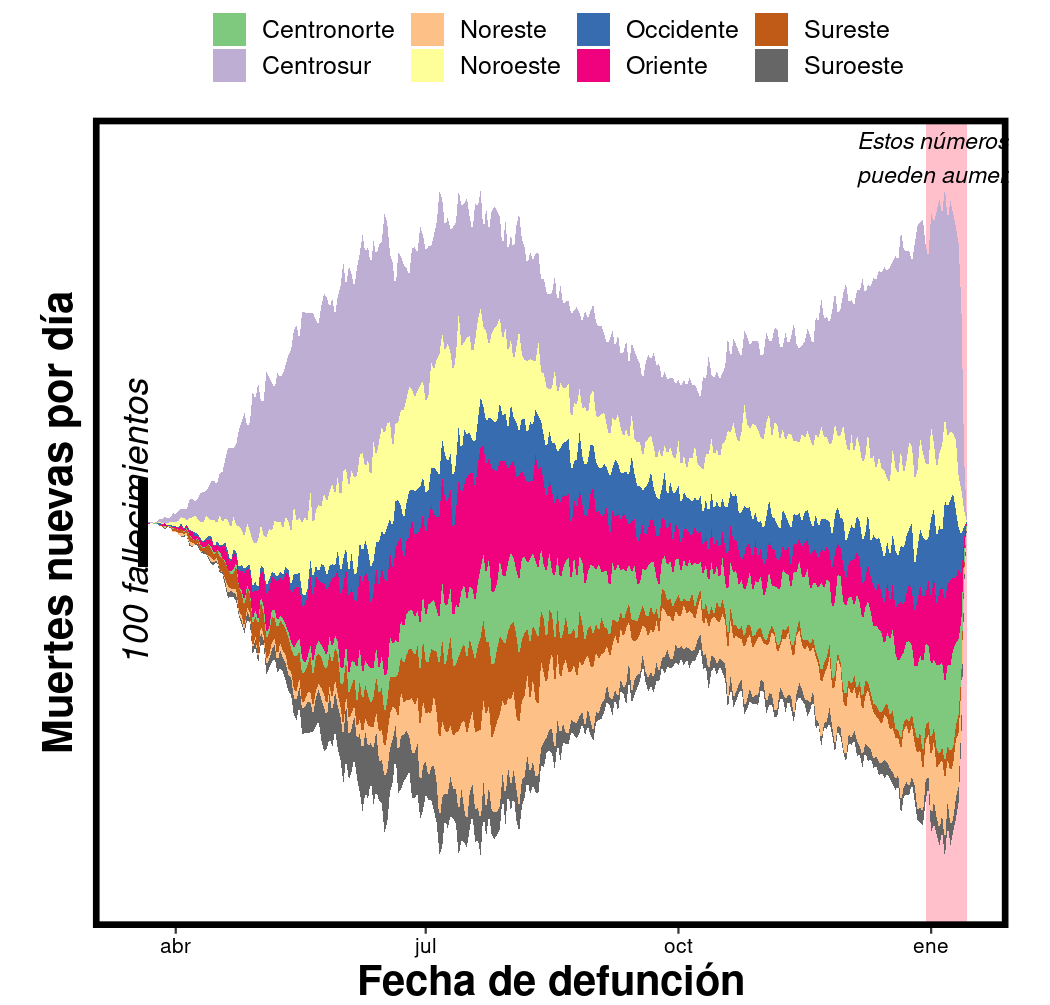 Centronorte Noreste Occidente Sureste
Centrosur Noroeste Oriente Suroeste
Estos números
pueden aumen
Muertes nuevas por día
100 fallecimientos
abr jul oct ene
Fecha de defunción